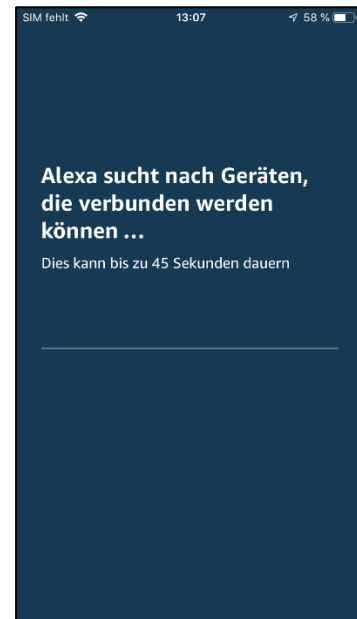 SIM fehlt 13:07 58 %
Alexa sucht nach Geräten,
die verbunden werden
können ...
Dies kann bis zu 45 Sekunden dauern